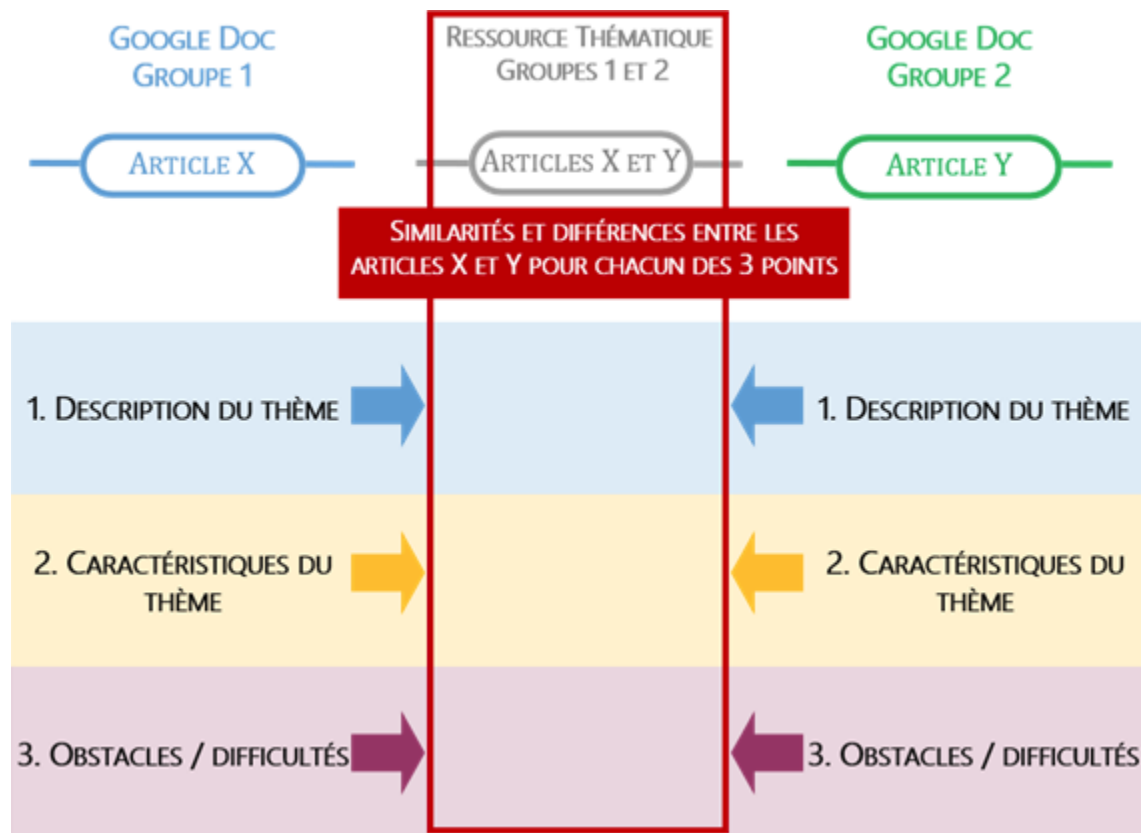 Google Doc
Groupe 1
Ressource Thématique
Groupes 1 et 2
Google Doc
Groupe 2
Article X
Articles X et Y
Article Y
Similarités et différences entre les
articles X et Y pour chacun des 3 points
1. Description du thème
1. Description du thème
2. Caractéristiques du
thème
2. Caractéristiques du
thème
3. Obstacles / difficultés
3. Obstacles / difficultés